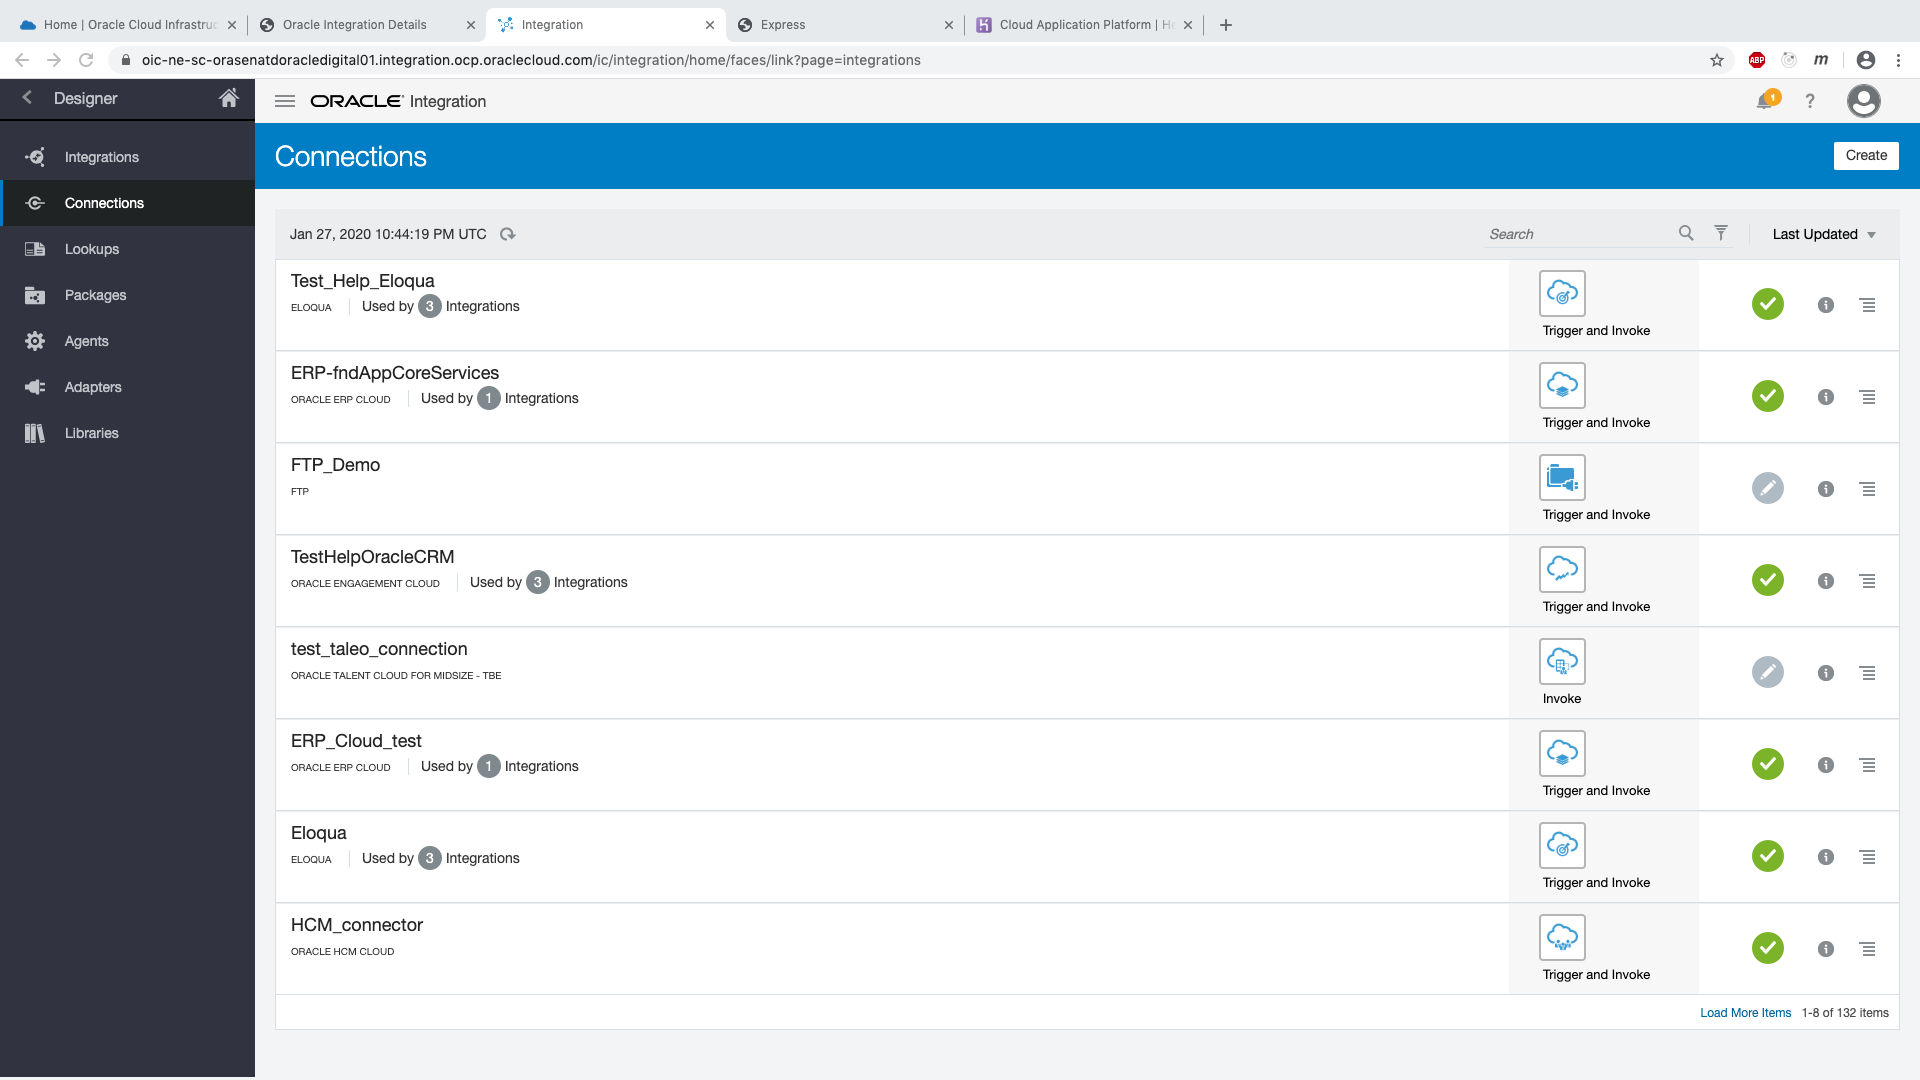 Home | Oracle Cloud Infrastruc
Oracle Integration Details
Integration
Express
Cloud Application Platform | He
oic-ne-sc-orasenatdoracledigital01.integration.ocp.oraclecloud.com/ic/integration/home/faces/link?page=integrations
ABP
m
Designer
ORACLE Integration
1
?
Connections
Create
Integrations
Connections
Lookups
Packages
Agents
Adapters
Libraries
Jan 27, 2020 10:44:19 PM UTC
Search
Last Updated
Test_Help_Eloqua
ELOQUA Used by 3 Integrations
Trigger and Invoke
ERP-fndAppCoreServices
ORACLE ERP CLOUD Used by 1 Integrations
Trigger and Invoke
FTP_Demo
FTP
Trigger and Invoke
TestHelpOracleCRM
ORACLE ENGAGEMENT CLOUD Used by 3 Integrations
Trigger and Invoke
test_taleo_connection
ORACLE TALENT CLOUD FOR MIDSIZE - TBE
Invoke
ERP_Cloud_test
ORACLE ERP CLOUD Used by 1 Integrations
Trigger and Invoke
Eloqua
ELOQUA Used by 3 Integrations
Trigger and Invoke
HCM_connector
ORACLE HCM CLOUD
Trigger and Invoke
Load More Items 1-8 of 132 items